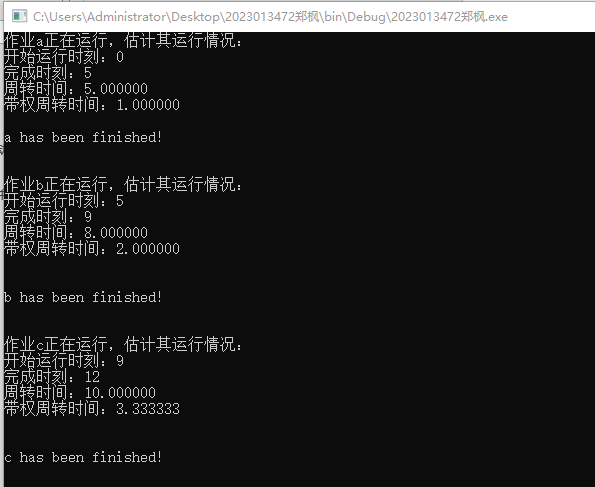 C:\Users\Administrator\Desktop\2023013472郑枫\bin\Debug\2023013472郑枫.exe
作业a正在运行，估计其运行情况：
开始运行时刻：0
完成时刻：5
周转时间：5.000000
带权周转时间：1.000000
a has been finished!
作业b正在运行，估计其运行情况：
开始运行时刻：5
完成时刻：9
周转时间：8.000000
带权周转时间：2.000000
b has been finished!
作业c正在运行，估计其运行情况：
开始运行时刻：9
完成时刻：12
周转时间：10.000000
带权周转时间：3.333333
c has been finished!